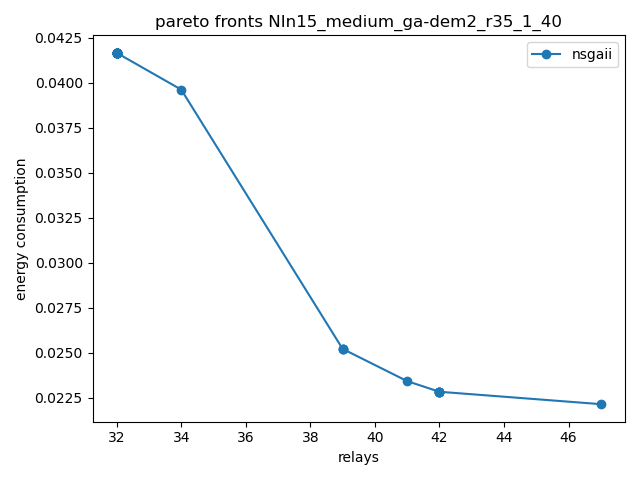 pareto fronts NIn15_medium_ga-dem2_r35_1_40
nsgaii
0.0425
0.0400
0.0375
0.0350
0.0325
0.0300
0.0275
0.0250
0.0225
energy consumption
32 34 36 38 40 42 44 46
relays